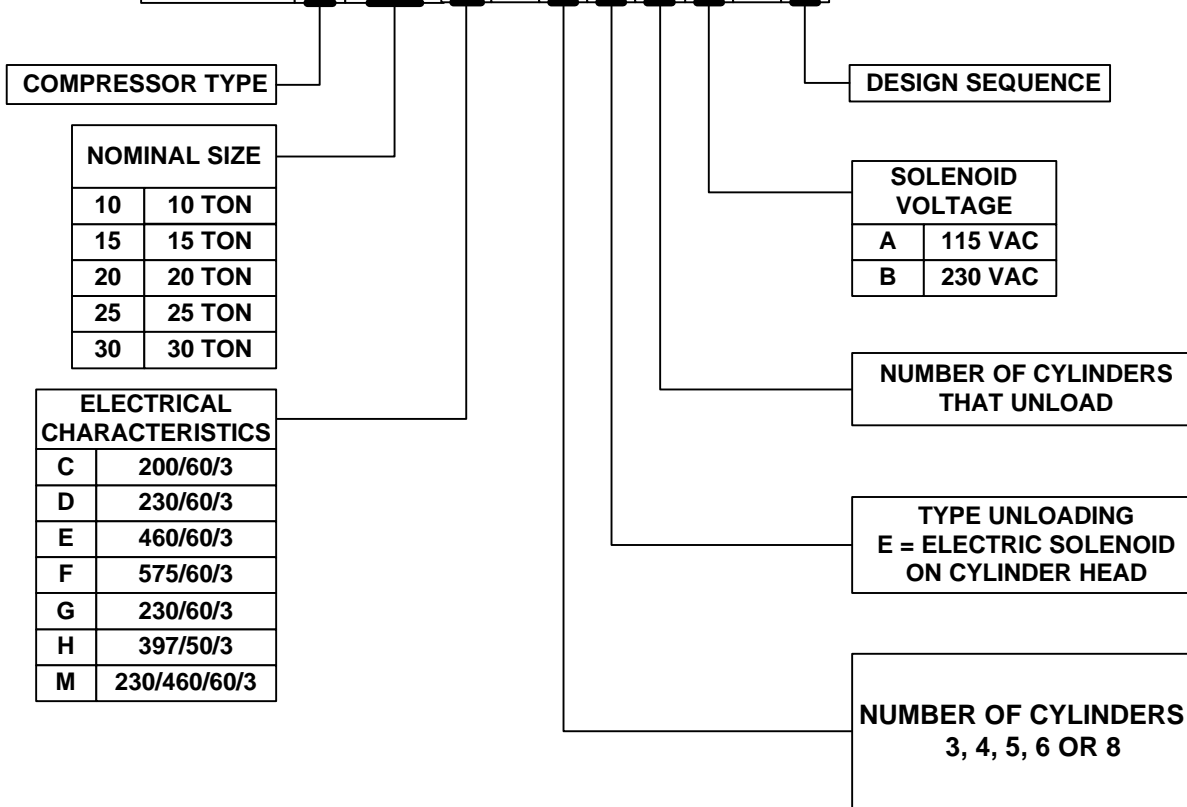 COMPRESSOR TYPE
NOMINAL SIZE
10 10 TON
15 15 TON
20 20 TON
25 25 TON
30 30 TON
ELECTRICAL
CHARACTERISTICS
C 200/60/3
D 230/60/3
E 460/60/3
F 575/60/3
G 230/60/3
H 397/50/3
M 230/460/60/3
DESIGN SEQUENCE
SOLENOID
VOLTAGE
A 115 VAC
B 230 VAC
NUMBER OF CYLINDERS
THAT UNLOAD
TYPE UNLOADING
E = ELECTRIC SOLENOID
ON CYLINDER HEAD
NUMBER OF CYLINDERS
3, 4, 5, 6 OR 8